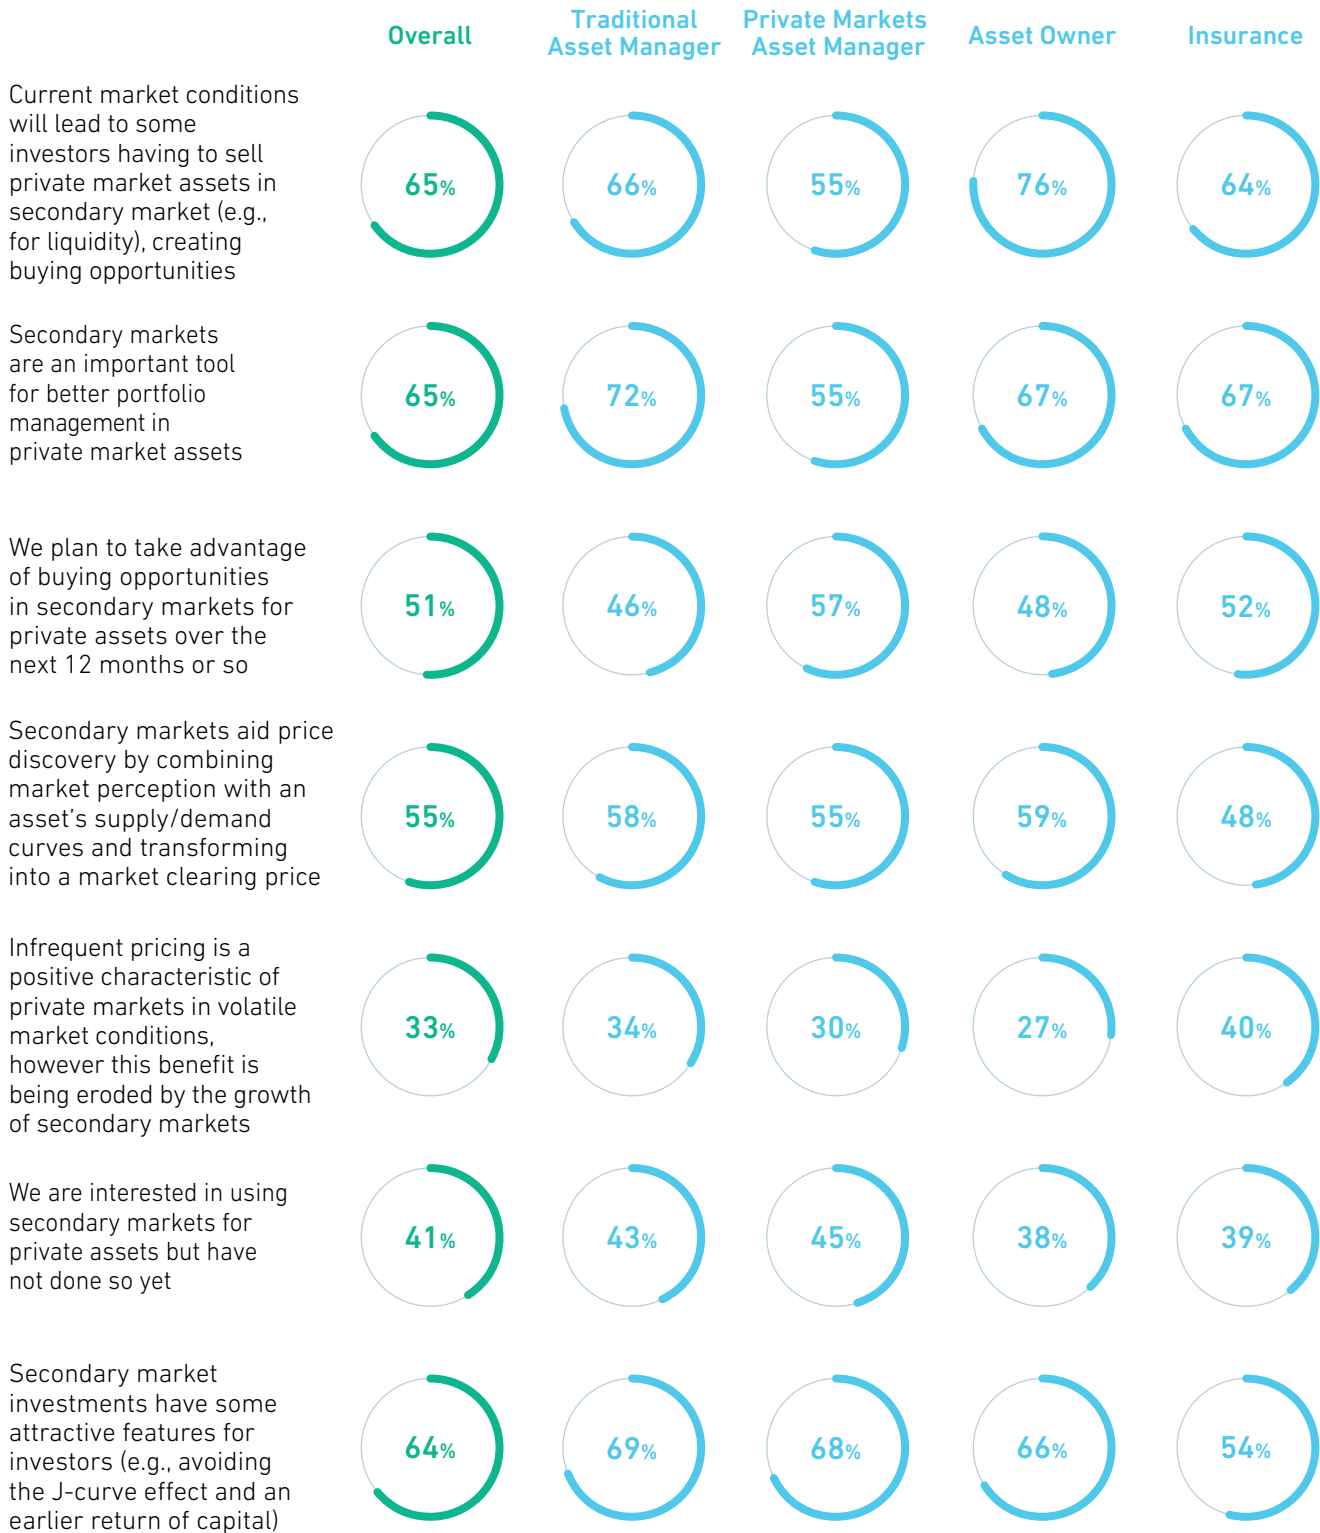 Overall
Traditional
Asset Manager
Private Markets
Asset Manager
Asset Owner
Insurance
Current market conditions
will lead to some
investors having to sell
private market assets in
secondary market (e.g.,
for liquidity), creating
buying opportunities
65%
66%
55%
76%
64%
Secondary markets
are an important tool
for better portfolio
management in
private market assets
65%
72%
55%
67%
67%
We plan to take advantage
of buying opportunities
in secondary markets for
private assets over the
next 12 months or so
51%
46%
57%
48%
52%
Secondary markets aid price
discovery by combining
market perception with an
asset’s supply/demand
curves and transforming
into a market clearing price
55%
58%
55%
59%
48%
Infrequent pricing is a
positive characteristic of
private markets in volatile
market conditions,
however this benefit is
being eroded by the growth
of secondary markets
33%
34%
30%
27%
40%
We are interested in using
secondary markets for
private assets but have
not done so yet
41%
43%
45%
38%
39%
Secondary market
investments have some
attractive features for
investors (e.g., avoiding
the J-curve effect and an
earlier return of capital)
64%
69%
68%
66%
54%